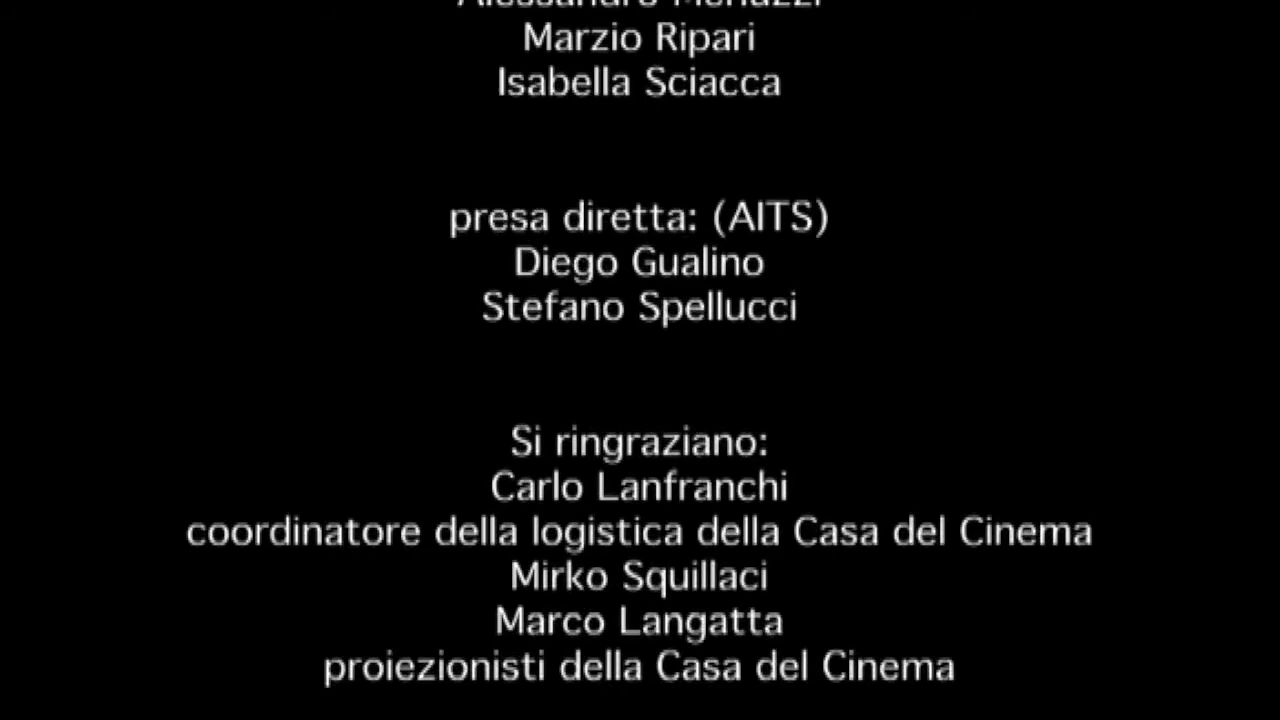 Marzio Ripari
Isabella Sciacca
presa diretta: (AITS)
Diego Gualino
Stefano Spellucci
Si ringraziano:
Carlo Lanfranchi
coordinatore della logistica della Casa del Cinema
Mirko Squillaci
Marco Langatta
proiezionisti della Casa del Cinema